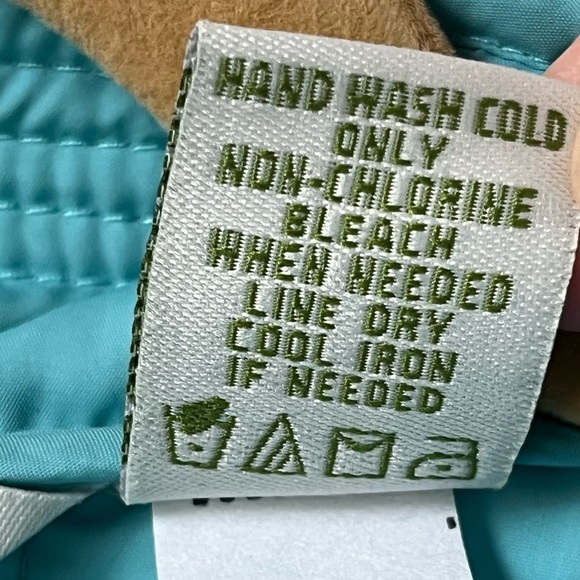 HAND WASH COLD
ONLY
NON-CHLORINE
BLEACH
WHEN NEEDED
LINE DRY
COOL IRON
IF NEEDED